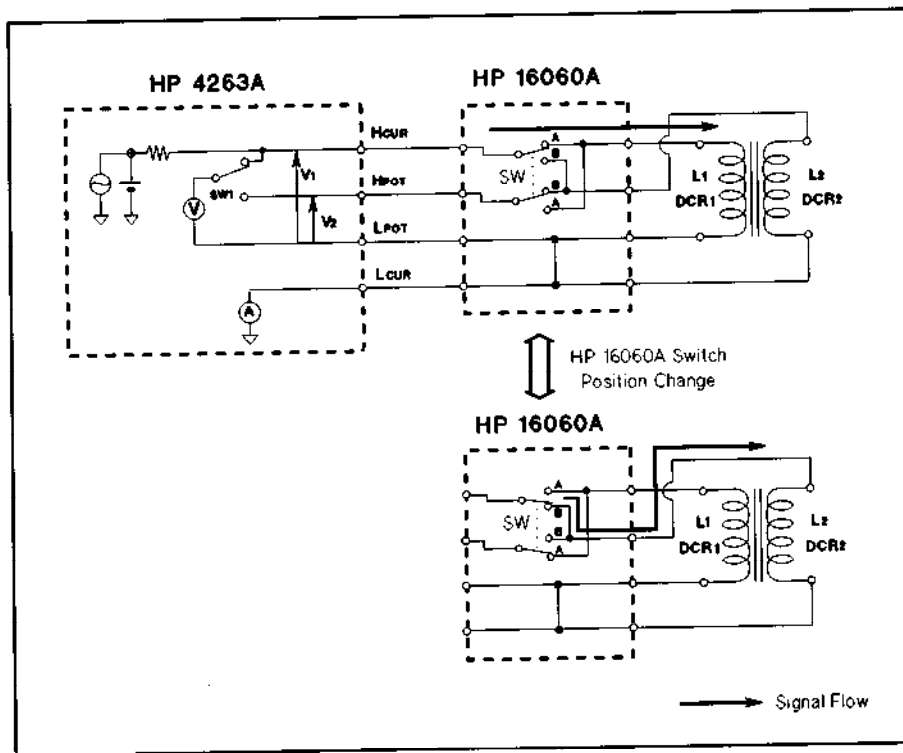 HP 4263A
HP 16060A
HCUR
V1
SW1
HPOT
V
V2
LPOT
LCUR
A
A
B
SW
B
A
L1
DCR1
L2
DCR2
HP 16060A Switch
Position Change
HP 16060A
A
B
SW
B
A
L1
DCR1
L2
DCR2
Signal Flow